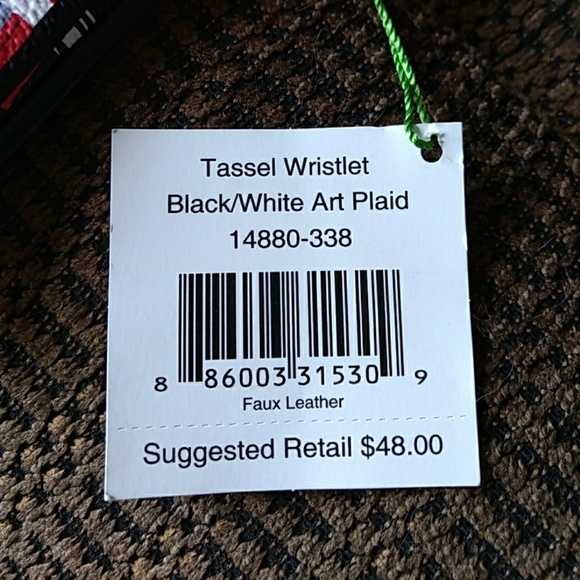 Tassel Wristlet
Black/White Art Plaid
14880-338
8 86003 31530 9
Faux Leather
Suggested Retail $48.00